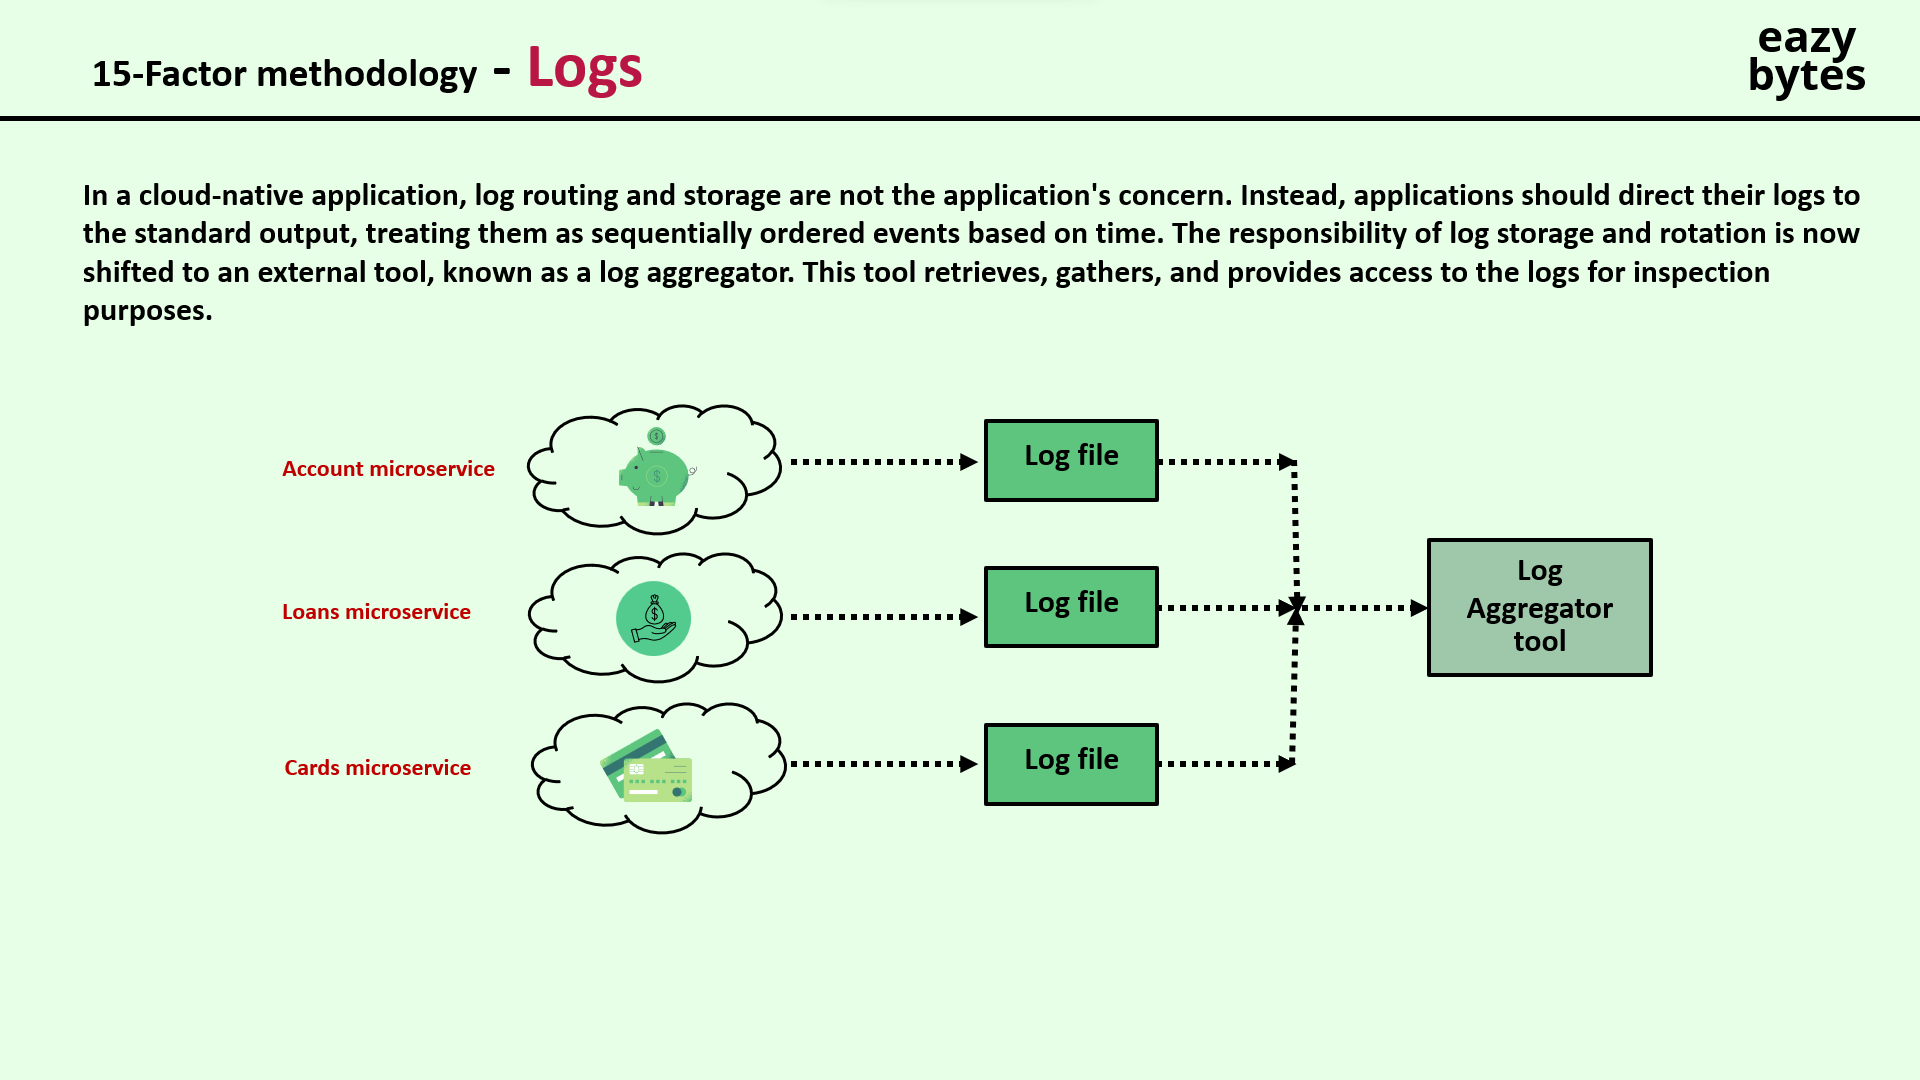 15-Factor methodology - Logs
eazy
bytes
In a cloud-native application, log routing and storage are not the application's concern. Instead, applications should direct their logs to
the standard output, treating them as sequentially ordered events based on time. The responsibility of log storage and rotation is now
shifted to an external tool, known as a log aggregator. This tool retrieves, gathers, and provides access to the logs for inspection
purposes.
Account microservice
Log file
Loans microservice
Log file
Log
Aggregator
tool
Cards microservice
Log file